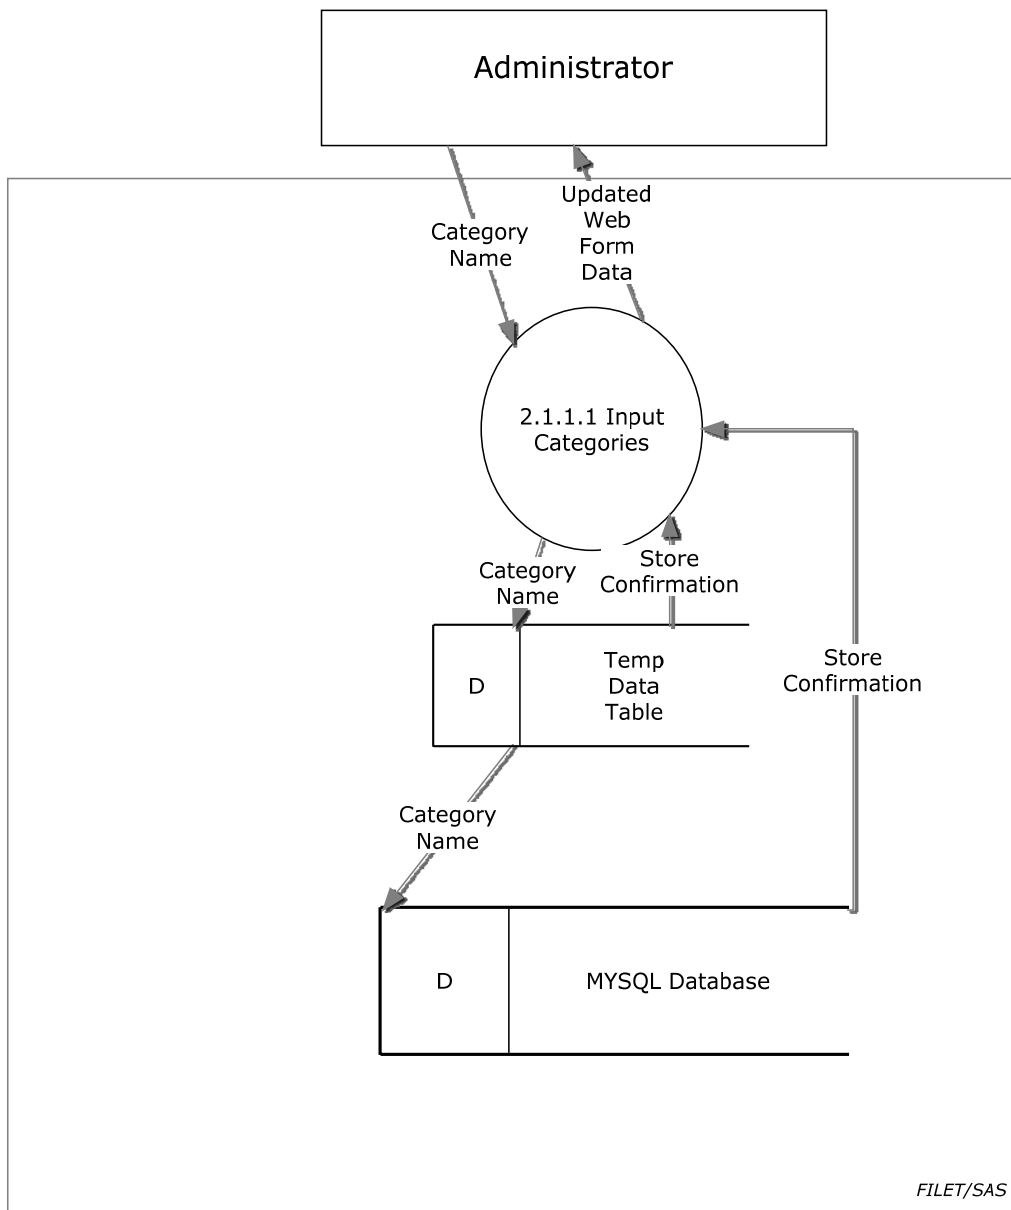 Administrator
Updated
Web
Form
Data
Category
Name
2.1.1.1 Input
Categories
Category
Name
Store
Confirmation
D
Temp
Data
Table
Store
Confirmation
Category
Name
D
MYSQL Database
FILET/SAS